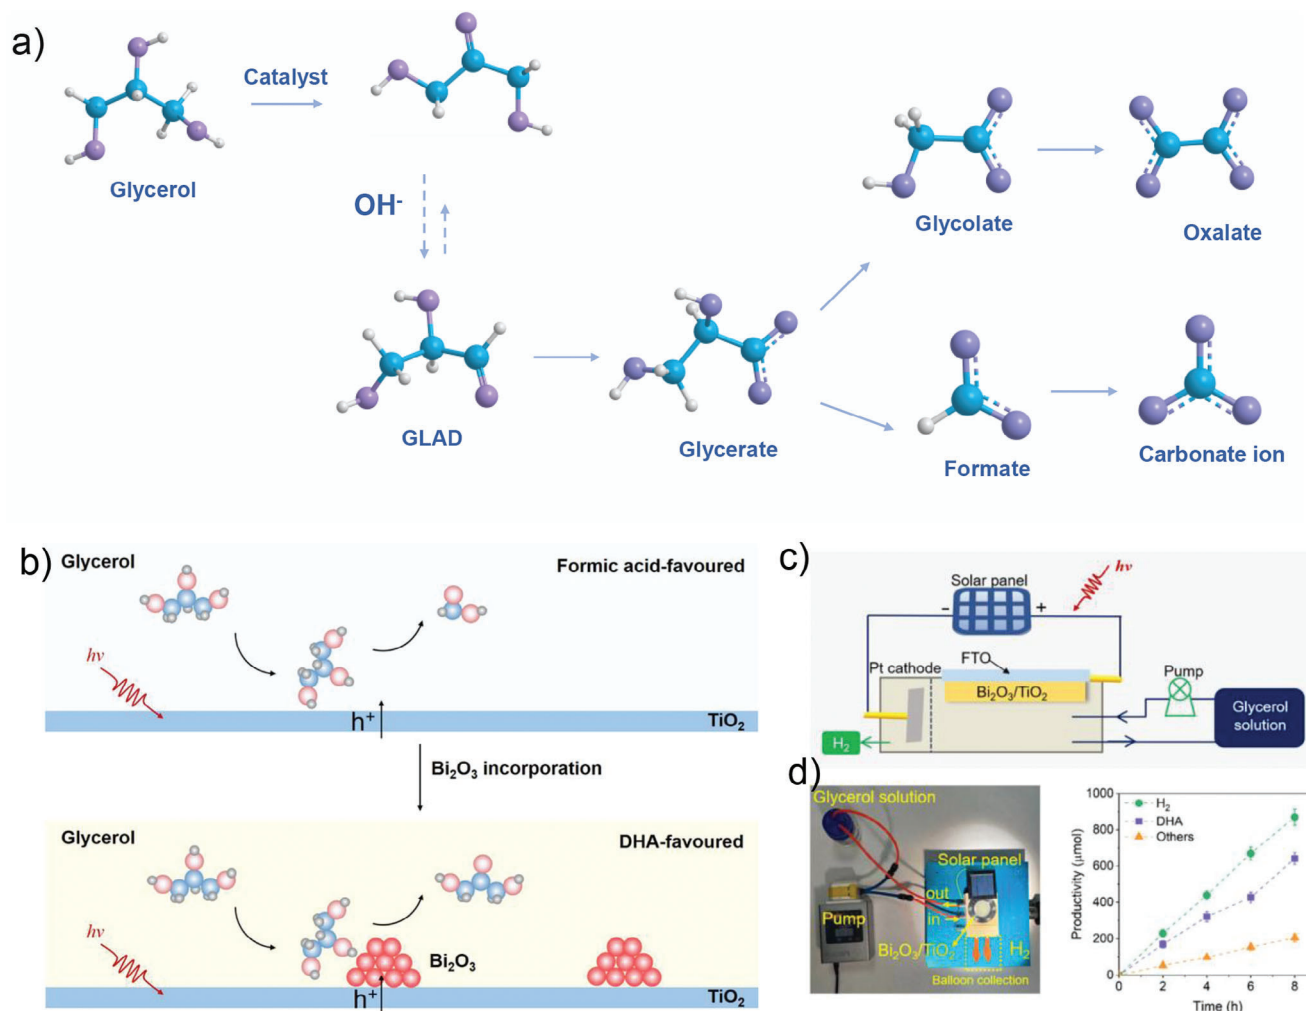 a)
Glycerol
Catalyst
OH-
GLAD
Glycerate
Glycolate
Oxalate
Formate
Carbonate ion
b)
Glycerol
Formic acid-favoured
hν
h+
TiO2
Bi2O3 incorporation
Glycerol
DHA-favoured
hν
Bi2O3
h+
TiO2
c)
Solar panel
hν
- +
FTO
Pt cathode
Bi2O3/TiO2
Pump
Glycerol
solution
H2
d)
Glycerol solution
Solar panel
out
in
Pump
Bi2O3/TiO2
H2
Balloon collection
Productivity (μmol)
1000
800
600
400
200
0
H2
DHA
Others
0 2 4 6 8
Time (h)